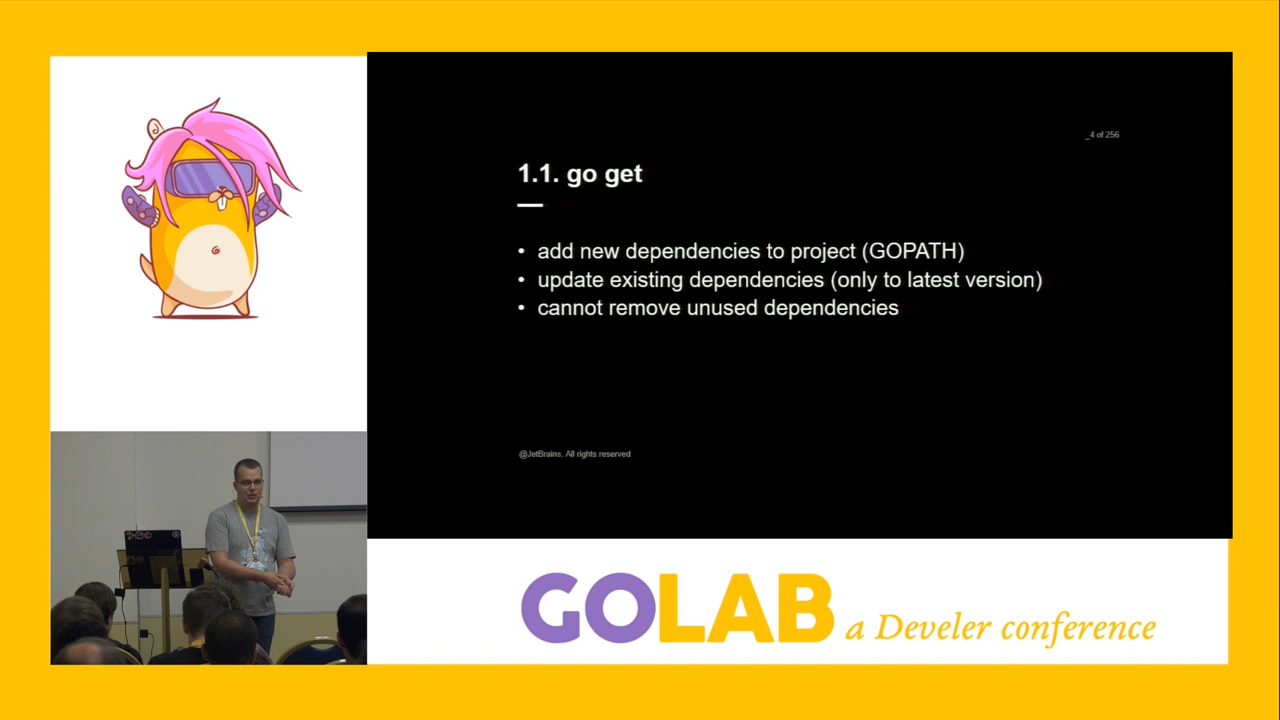 _4 of 256
1.1. go get
• add new dependencies to project (GOPATH)
• update existing dependencies (only to latest version)
• cannot remove unused dependencies
@JetBrains. All rights reserved
GOLAB a Develer conference